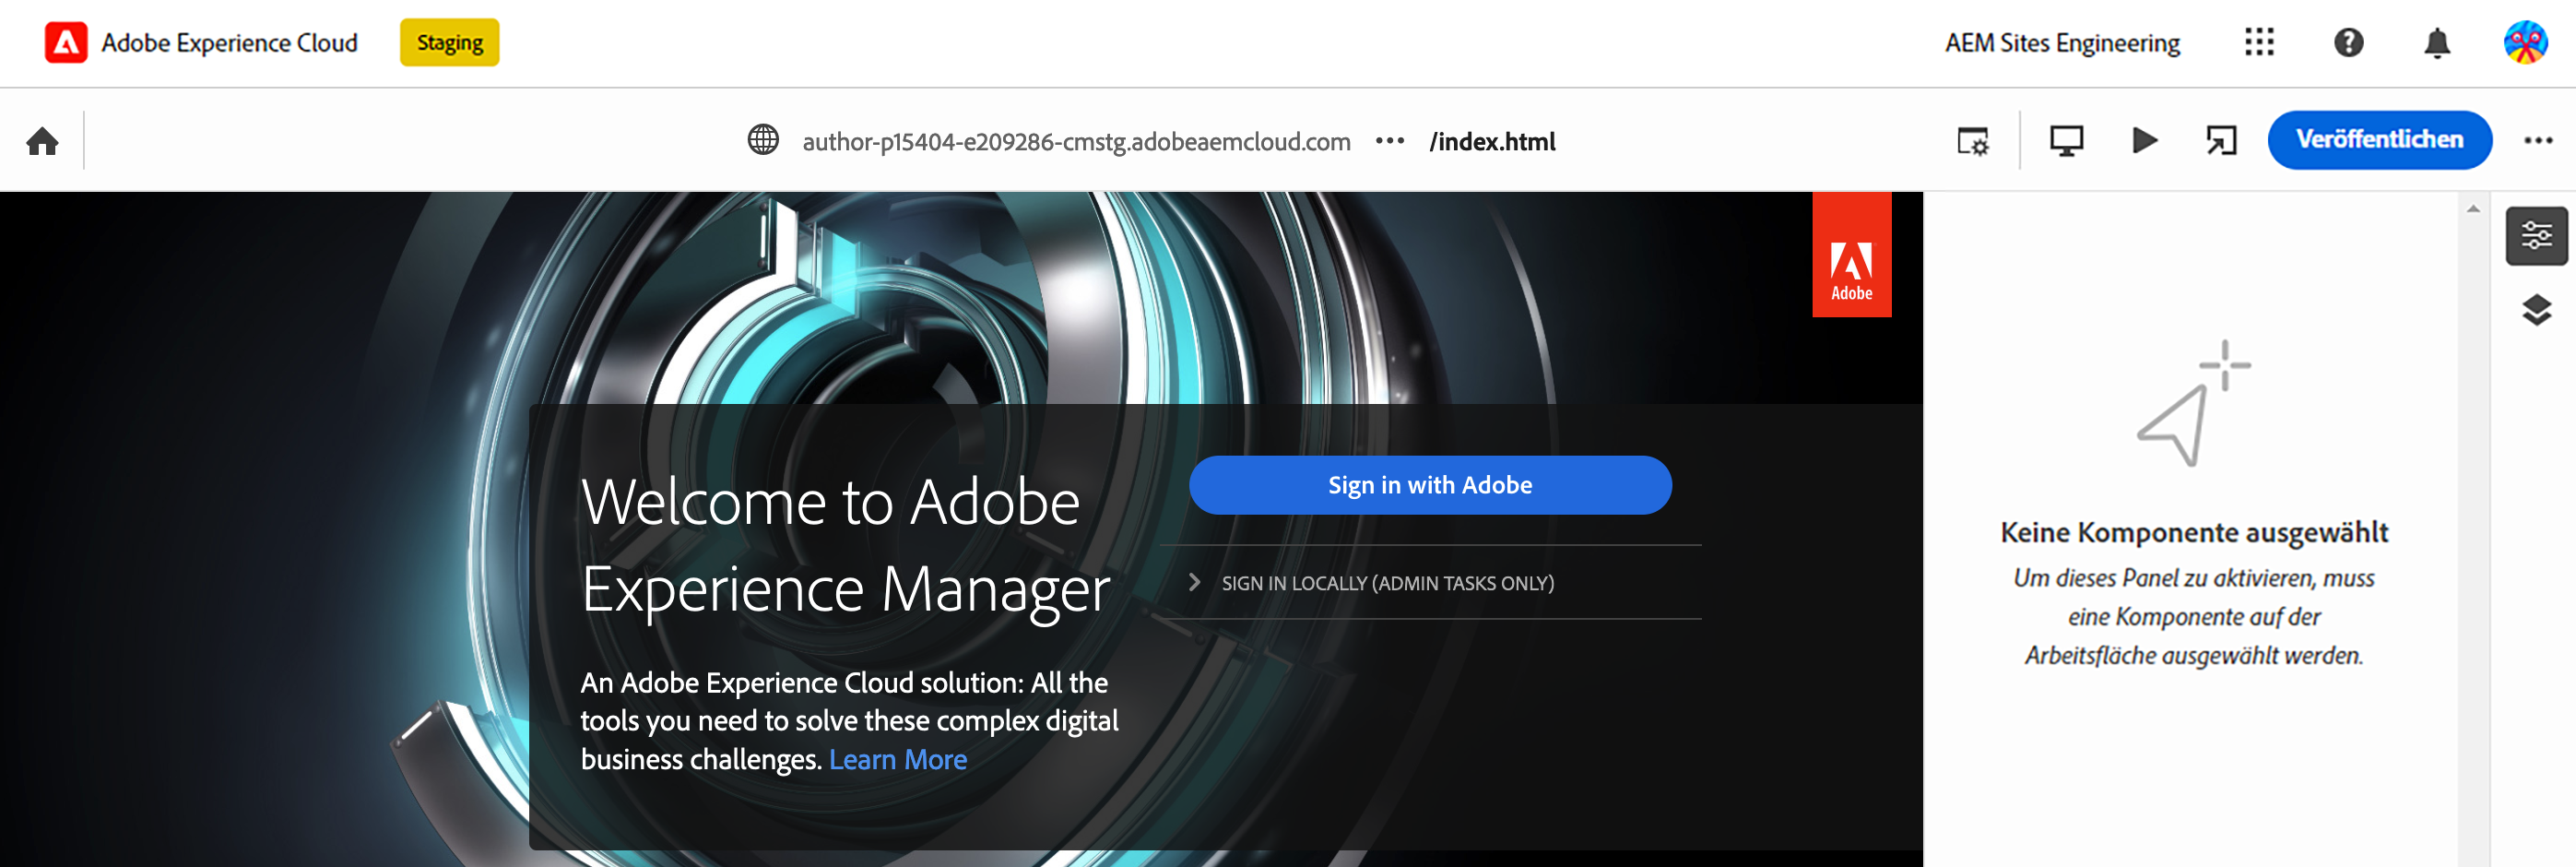 Adobe Experience Cloud
Staging
AEM Sites Engineering
author-p15404-e209286-cmstg.adobeaemcloud.com ••• /index.html
Veröffentlichen
Adobe
Welcome to Adobe
Experience Manager
An Adobe Experience Cloud solution: All the
tools you need to solve these complex digital
business challenges. Learn More
Sign in with Adobe
SIGN IN LOCALLY (ADMIN TASKS ONLY)
Keine Komponente ausgewählt
Um dieses Panel zu aktivieren, muss
eine Komponente auf der
Arbeitsfläche ausgewählt werden.